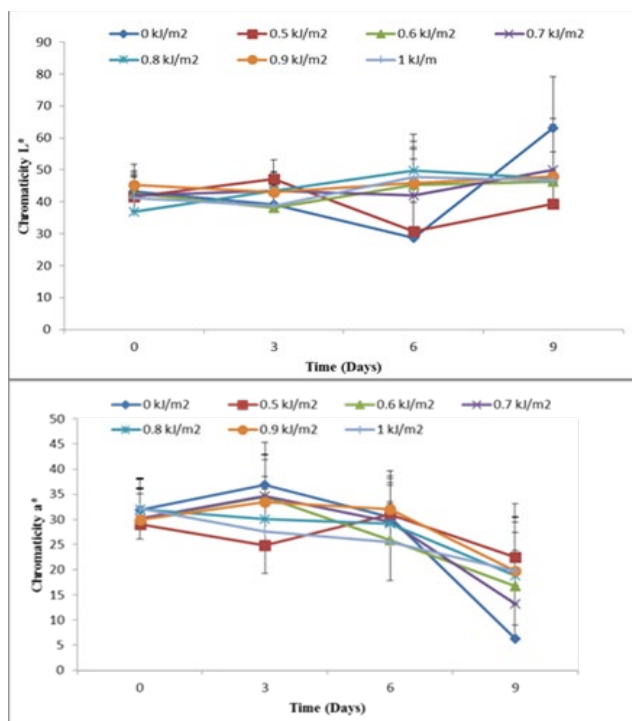 90
0 kJ/m2 0.5 kJ/m2 0.6 kJ/m2 0.7 kJ/m2
80
0.8 kJ/m2 0.9 kJ/m2 1 kJ/m
70
60
50
40
30
20
10
0
Chromaticity L*
0 3 6 9
Time (Days)
0 kJ/m2 0.5 kJ/m2 0.6 kJ/m2 0.7 kJ/m2
50
0.8 kJ/m2 0.9 kJ/m2 1 kJ/m2
45
40
35
30
25
20
15
10
5
0
Chromaticity a*
0 3 6 9
Time (Days)